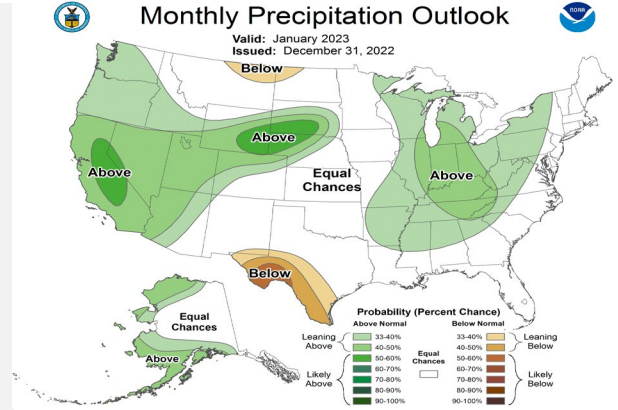 Monthly Precipitation Outlook
NOAA
Valid: January 2023
Issued: December 31, 2022
Below
Above
Above
Equal
Chances
Above
Below
Equal
Chances
Above
Probability (Percent Chance)
Above Normal Below Normal
Leaning
Above
33-40%
40-50%
Likely
Above
50-60%
60-70%
70-80%
80-90%
90-100%
Equal
Chances
33-40%
40-50%
Leaning
Below
50-60%
60-70%
70-80%
80-90%
90-100%
Likely
Below